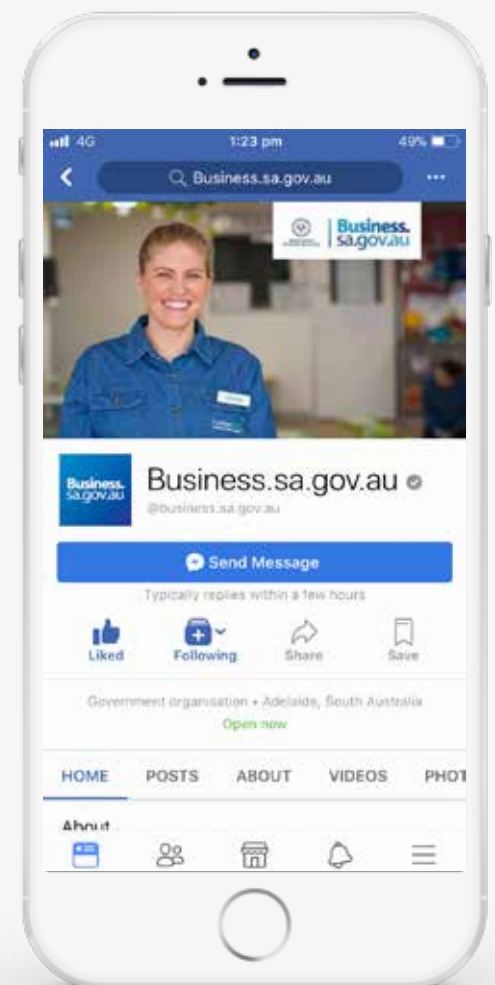 4G 1:23 pm 49%
Business.sa.gov.au
Business.
sa.gov.au
Business.
sa.gov.au
Business.sa.gov.au
@business.sa.gov.au
Send Message
Typically replies within a few hours
Liked Following Share Save
Government organisation • Adelaide, South Australia
Open now
HOME POSTS ABOUT VIDEOS PHOT
About